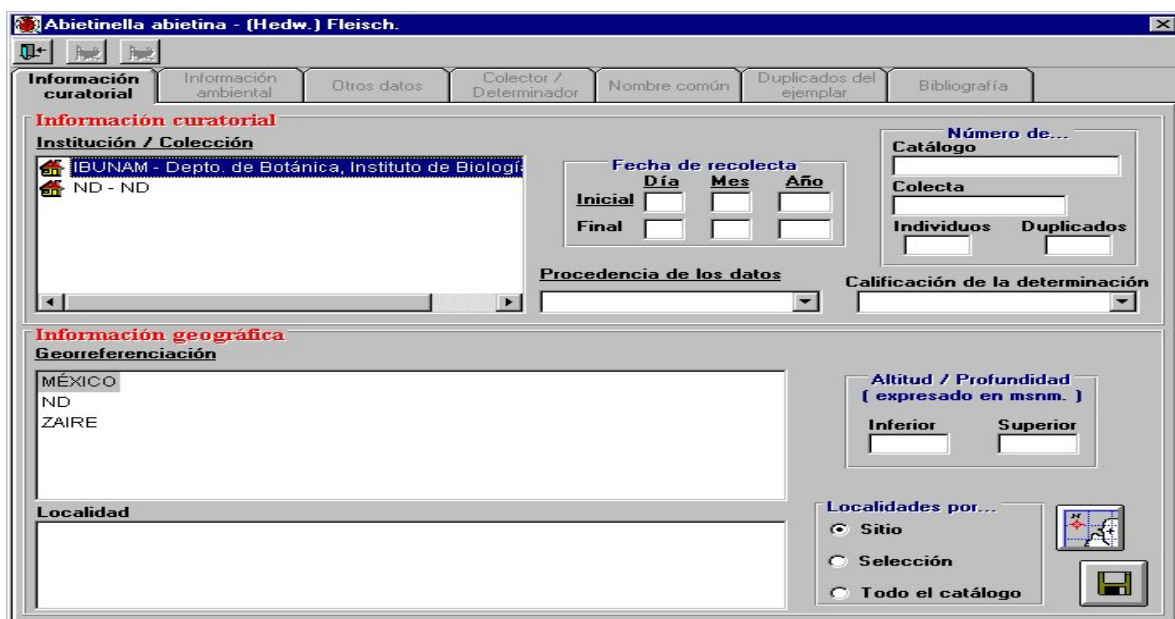 Abietinella abietina - (Hedw.) Fleisch.
Información curatorial
Información ambiental
Otros datos
Colector / Determinador
Nombre común
Duplicados del ejemplar
Bibliografía
Información curatorial
Institución / Colección
IBUNAM - Depto. de Botánica, Instituto de Biologí
ND - ND
Fecha de recolecta
Día Mes Año
Inicial
Final
Número de...
Catálogo
Colecta
Individuos Duplicados
Procedencia de los datos
Calificación de la determinación
Información geográfica
Georreferenciación
MÉXICO
ND
ZAIRE
Altitud / Profundidad
( expresado en msnm. )
Inferior Superior
Localidad
Localidades por...
Sitio
Selección
Todo el catálogo
N